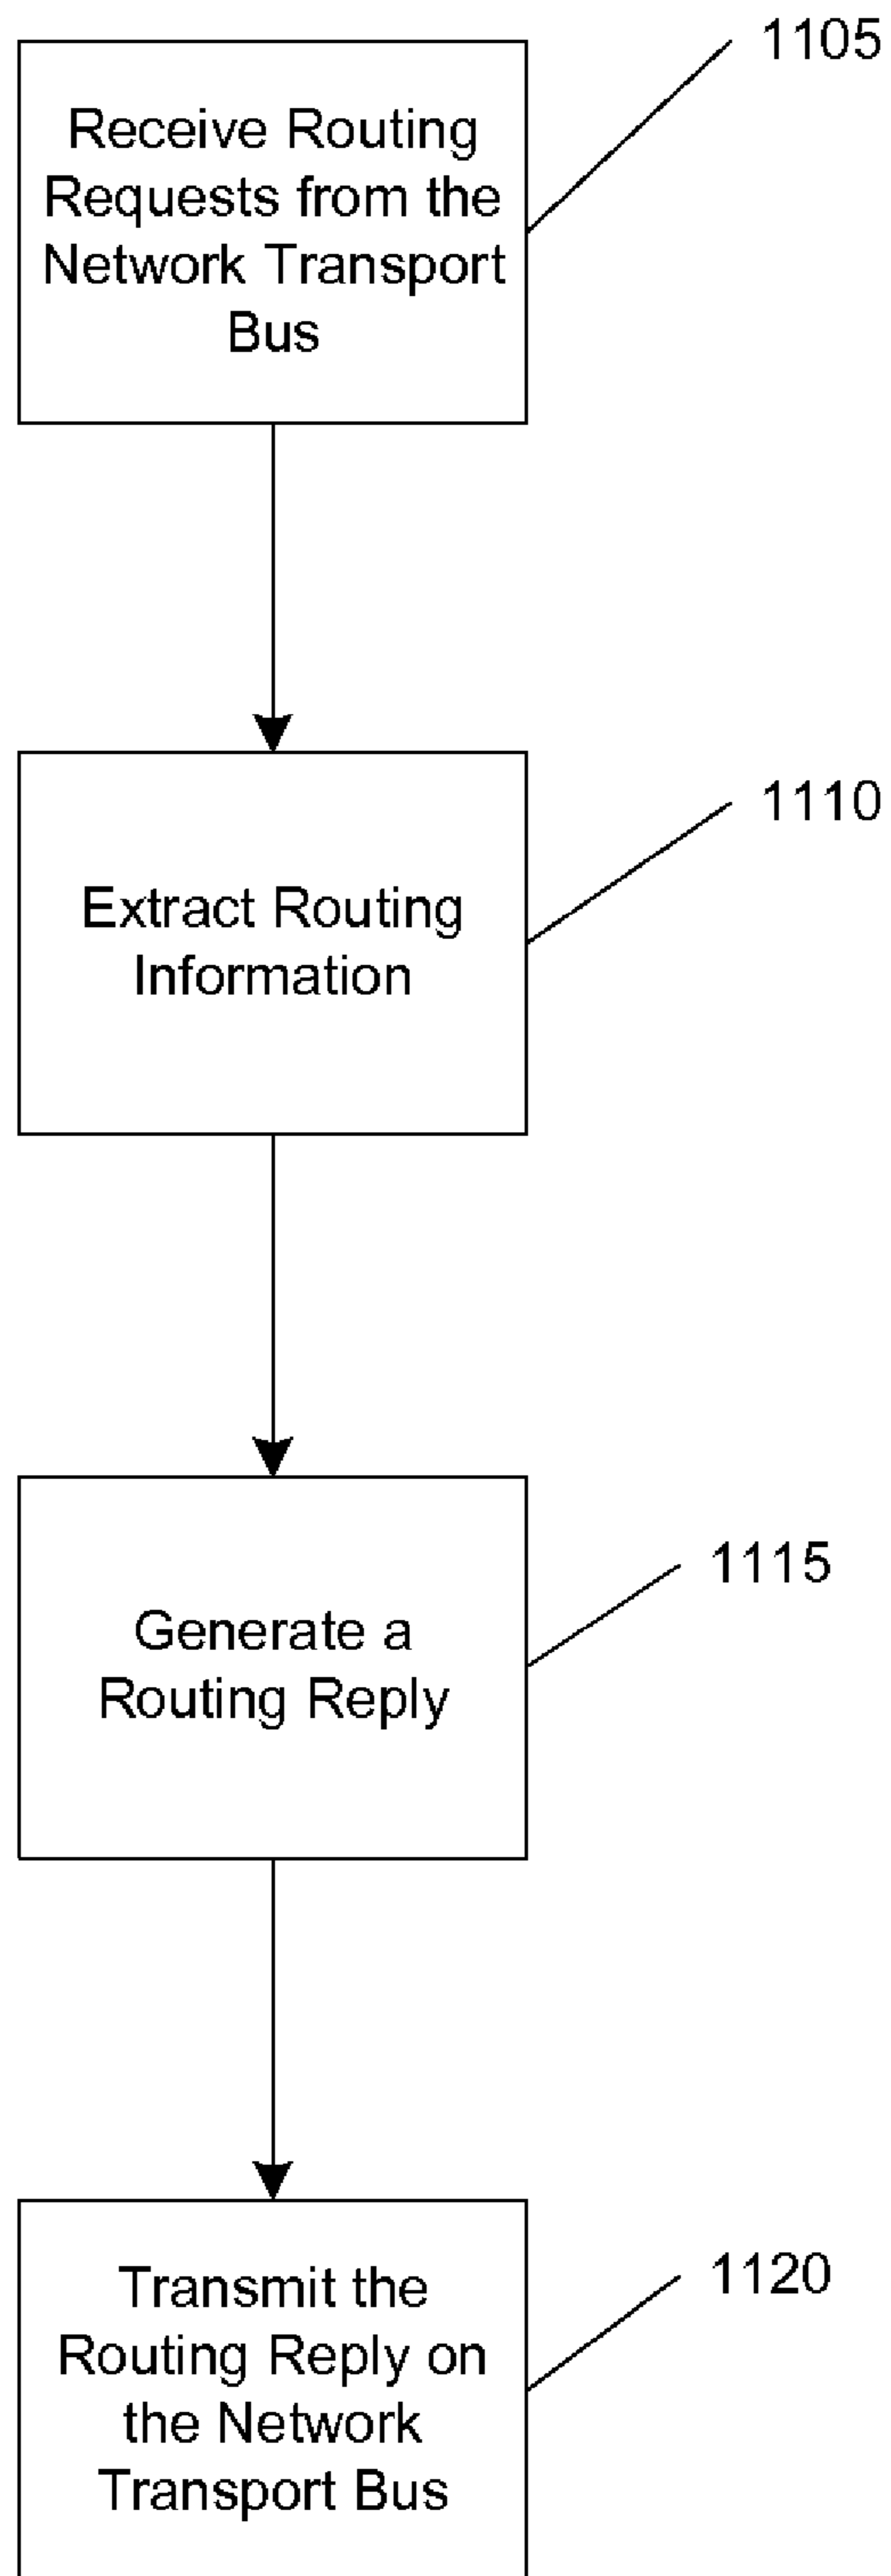 1105
Receive Routing
Requests from the
Network Transport
Bus
1110
Extract Routing
Information
1115
Generate a
Routing Reply
1120
Transmit the
Routing Reply on
the Network
Transport Bus